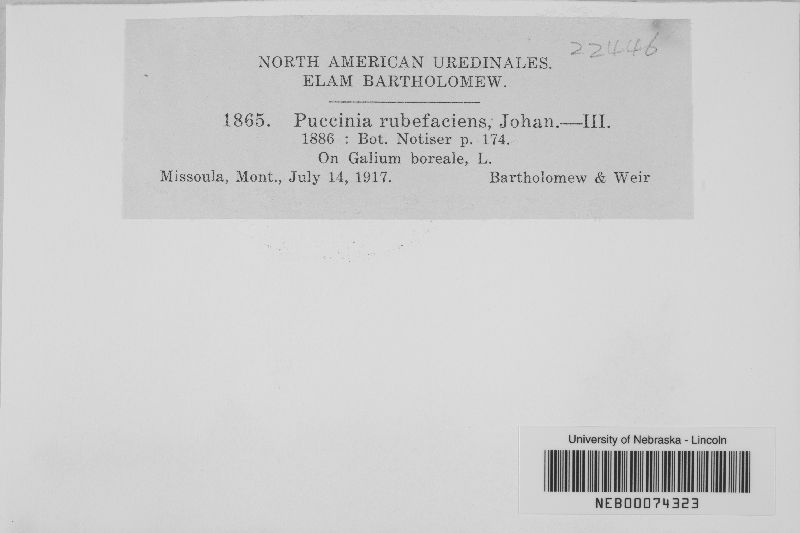 22446
NORTH AMERICAN UREDINALES.
ELAM BARTHOLOMEW.
1865. Puccinia rubefaciens, Johan.—III.
1886 : Bot. Notiser p. 174.
On Galium boreale, L.
Missoula, Mont., July 14, 1917. Bartholomew & Weir
University of Nebraska - Lincoln
NEB00074323